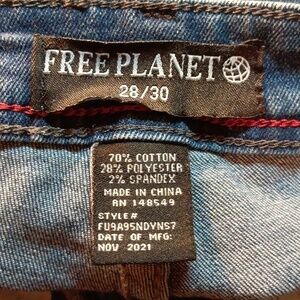 FREE PLANET
28/30
70% COTTON
28% POLYESTER
2% SPANDEX
MADE IN CHINA
RN 148549
STYLE#
FU9A95NDYNS7
DATE OF MFG:
NOV 2021